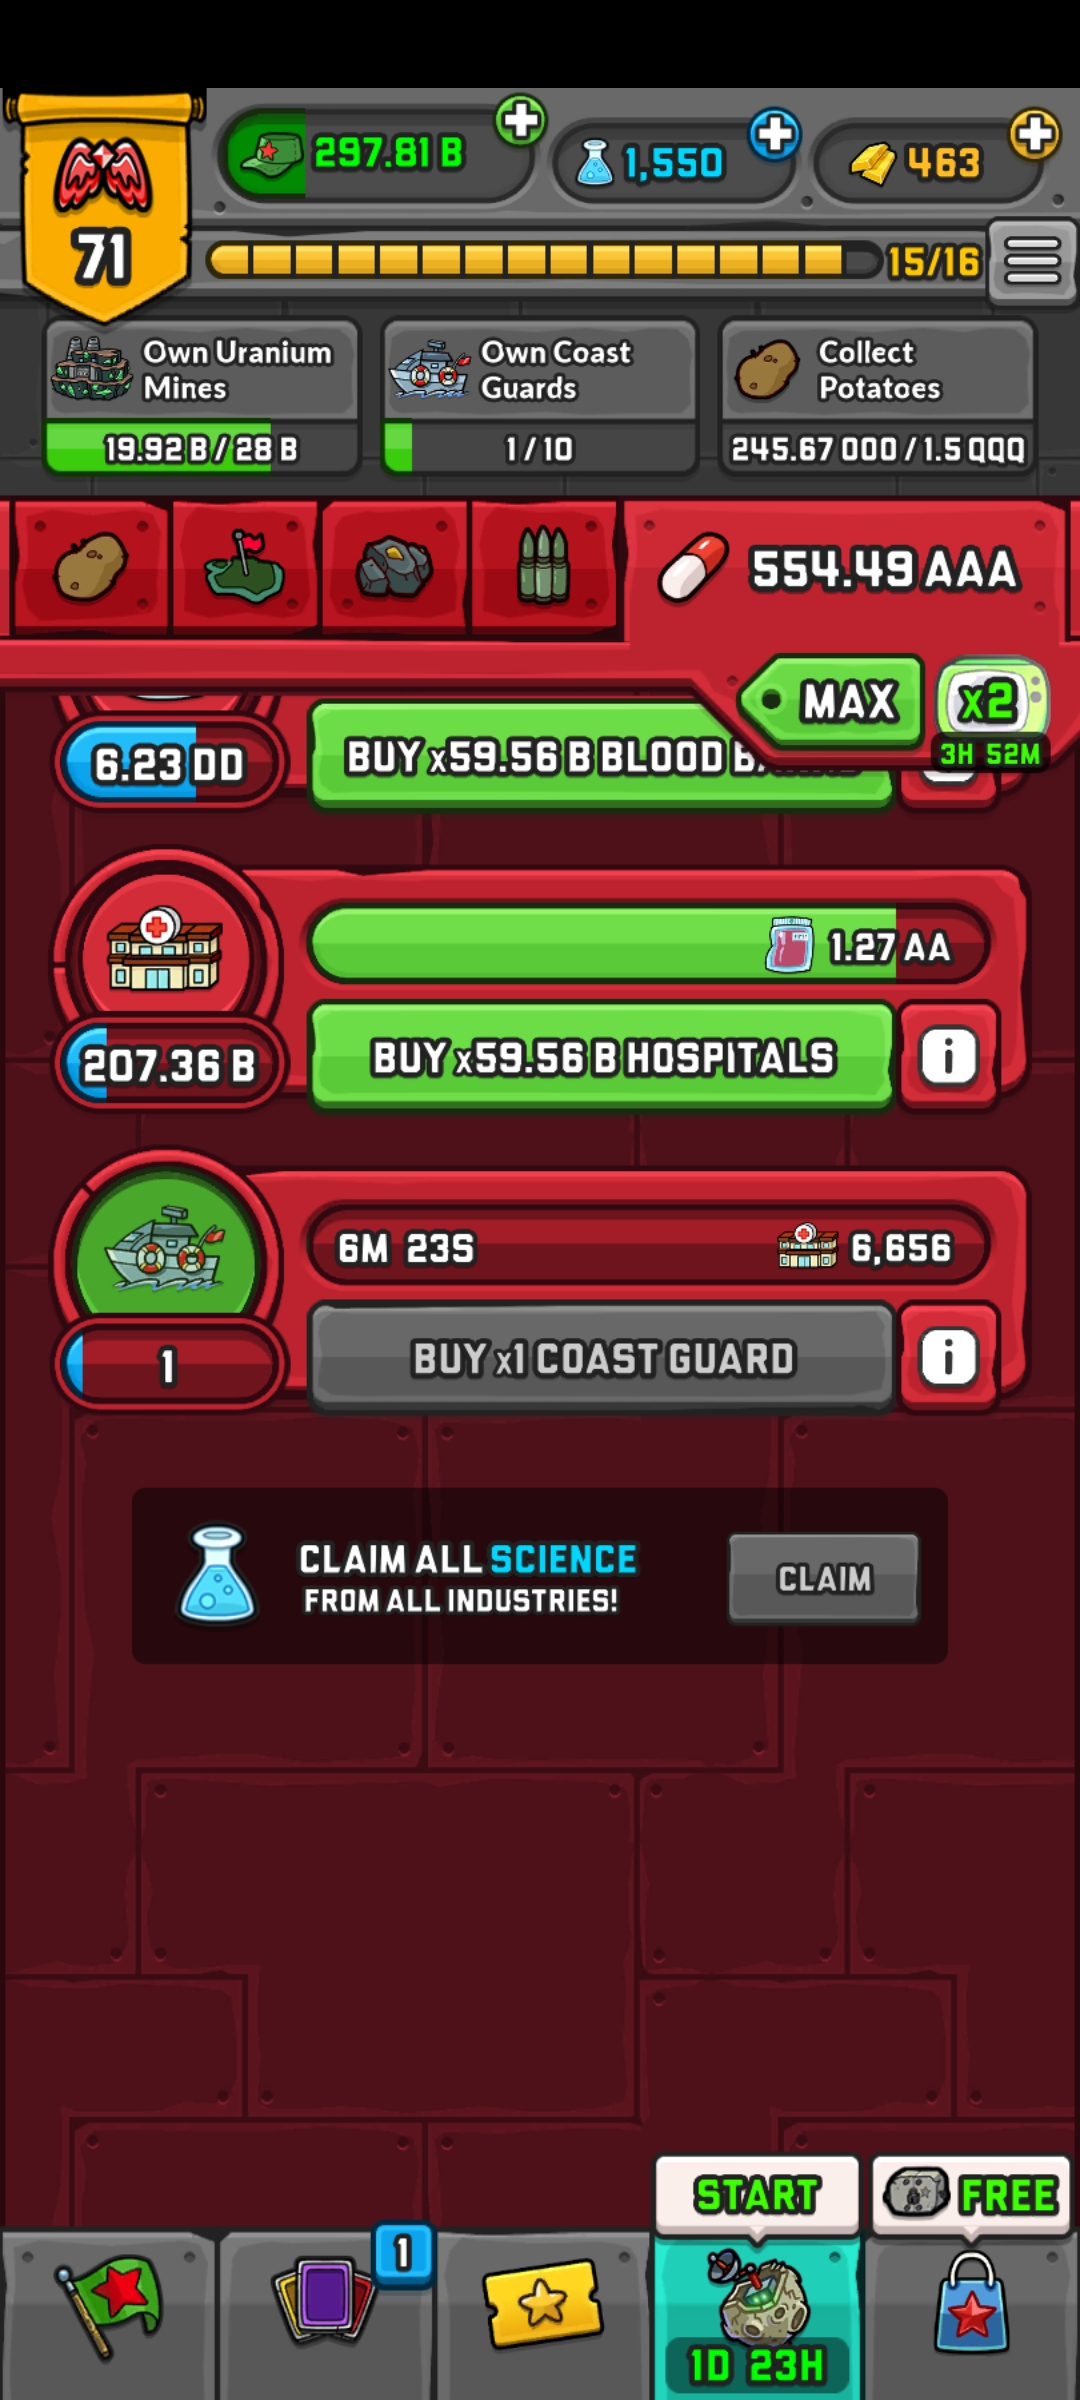 297.81 B
1,550
463
71
15/16
Own Uranium
Mines
19.92 B / 28 B
Own Coast
Guards
1 / 10
Collect
Potatoes
245.67 OOO / 1.5 QQQ
554.49 AAA
MAX
x2
3H 52M
6.23 DD
BUY x59.56 B BLOOD
1.27 AA
207.36 B
BUY x59.56 B HOSPITALS
i
6M 23S
6,656
1
BUY x1 COAST GUARD
i
CLAIM ALL SCIENCE
FROM ALL INDUSTRIES!
CLAIM
START
FREE
1
1D 23H